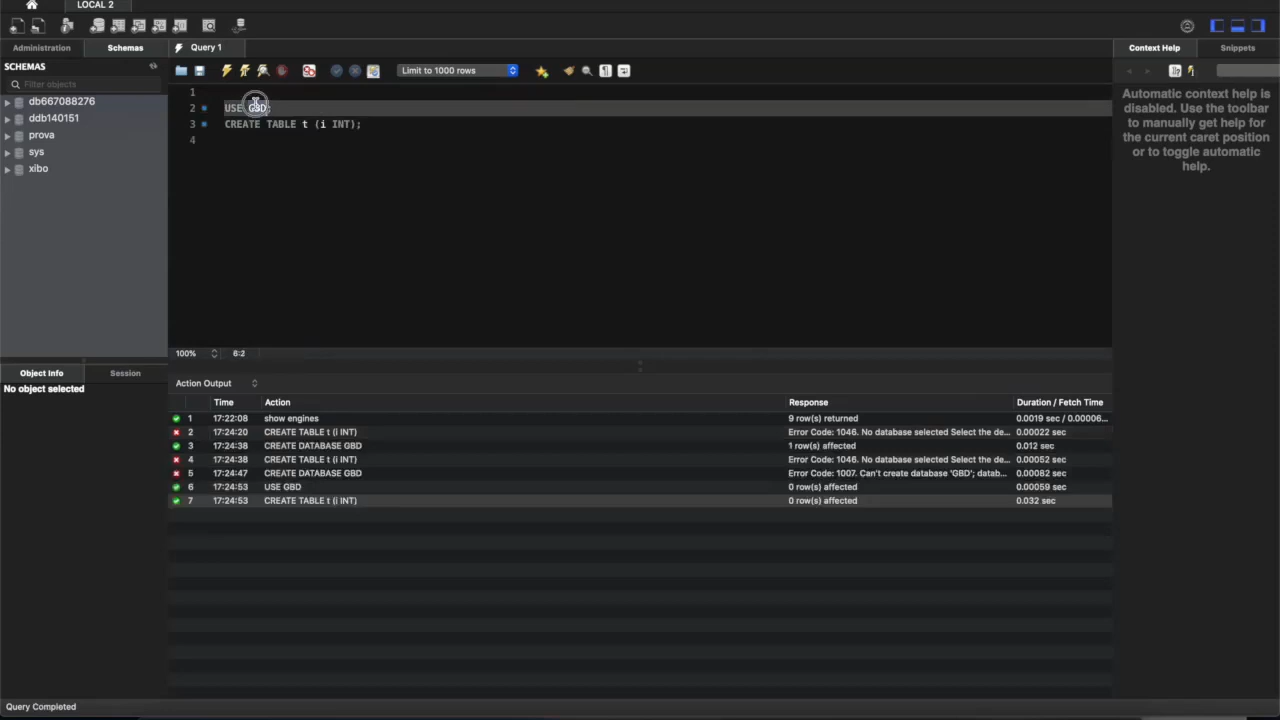 LOCAL 2
Administration
Schemas
Query 1
Context Help
Snippets
SCHEMAS
Filter objects
Limit to 1000 rows
db667088276
ddb140151
prova
sys
xibo
1
2 USE GBD;
3 CREATE TABLE t (i INT);
4
Automatic context help is
disabled. Use the toolbar
to manually get help for
the current caret position
or to toggle automatic
help.
100%
6:2
Object Info
Session
No object selected
Action Output
Time Action Response Duration / Fetch Time
1 17:22:08 show engines 9 row(s) returned 0.0019 sec / 0.00006...
2 17:24:20 CREATE TABLE t (i INT) Error Code: 1046. No database selected Select the de... 0.00022 sec
3 17:24:38 CREATE DATABASE GBD 1 row(s) affected 0.012 sec
4 17:24:38 CREATE TABLE t (i INT) Error Code: 1046. No database selected Select the de... 0.00052 sec
5 17:24:47 CREATE DATABASE GBD Error Code: 1007. Can't create database 'GBD'; datab... 0.00082 sec
6 17:24:53 USE GBD 0 row(s) affected 0.00059 sec
7 17:24:53 CREATE TABLE t (i INT) 0 row(s) affected 0.032 sec
Query Completed